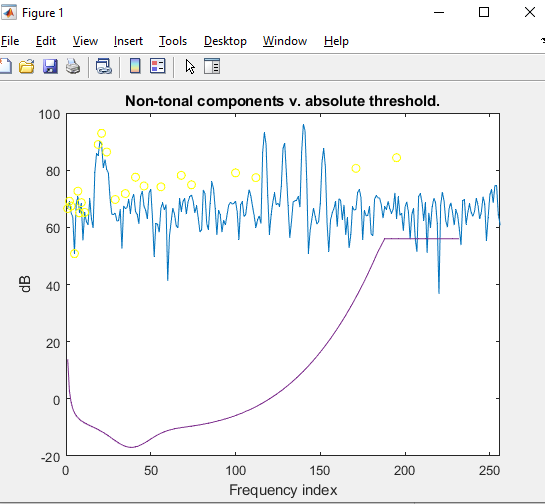 Figure 1
File Edit View Insert Tools Desktop Window Help
Non-tonal components v. absolute threshold.
100
80
60
40
20
0
-20
dB
0 50 100 150 200 250
Frequency index